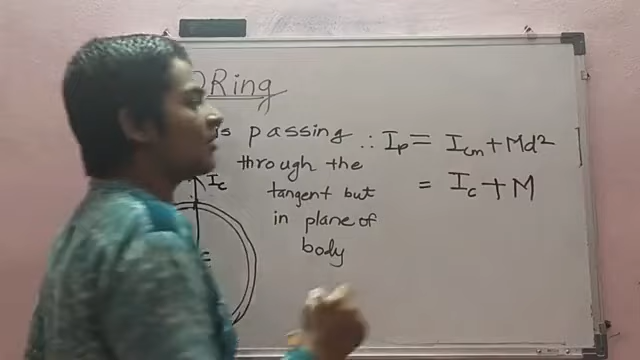 Ring
is passing
through the
tangent but
in plane of
body
∴ Ip = Icm + Md²
= Ic + M
Ic